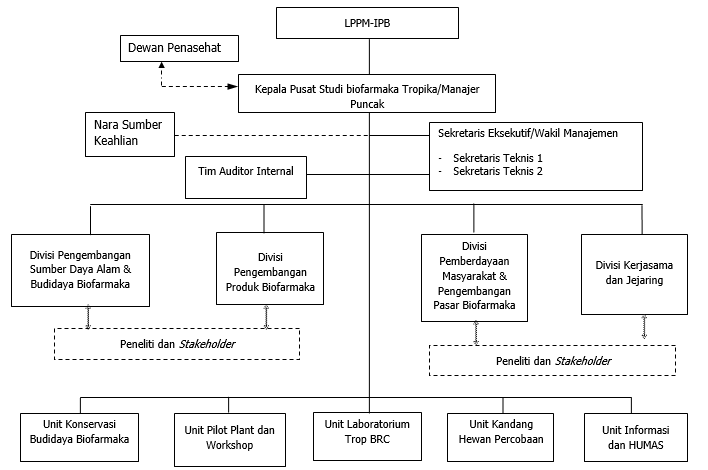 LPPM-IPB
Dewan Penasehat
Kepala Pusat Studi biofarmaka Tropika/Manajer
Puncak
Nara Sumber
Keahlian
Sekretaris Eksekutif/Wakil Manajemen
- Sekretaris Teknis 1
- Sekretaris Teknis 2
Tim Auditor Internal
Divisi Pengembangan
Sumber Daya Alam &
Budidaya Biofarmaka
Divisi
Pengembangan
Produk Biofarmaka
Divisi
Pemberdayaan
Masyarakat &
Pengembangan
Pasar Biofarmaka
Divisi Kerjasama
dan Jejaring
Peneliti dan Stakeholder
Peneliti dan Stakeholder
Unit Konservasi
Budidaya Biofarmaka
Unit Pilot Plant dan
Workshop
Unit Laboratorium
Trop BRC
Unit Kandang
Hewan Percobaan
Unit Informasi
dan HUMAS